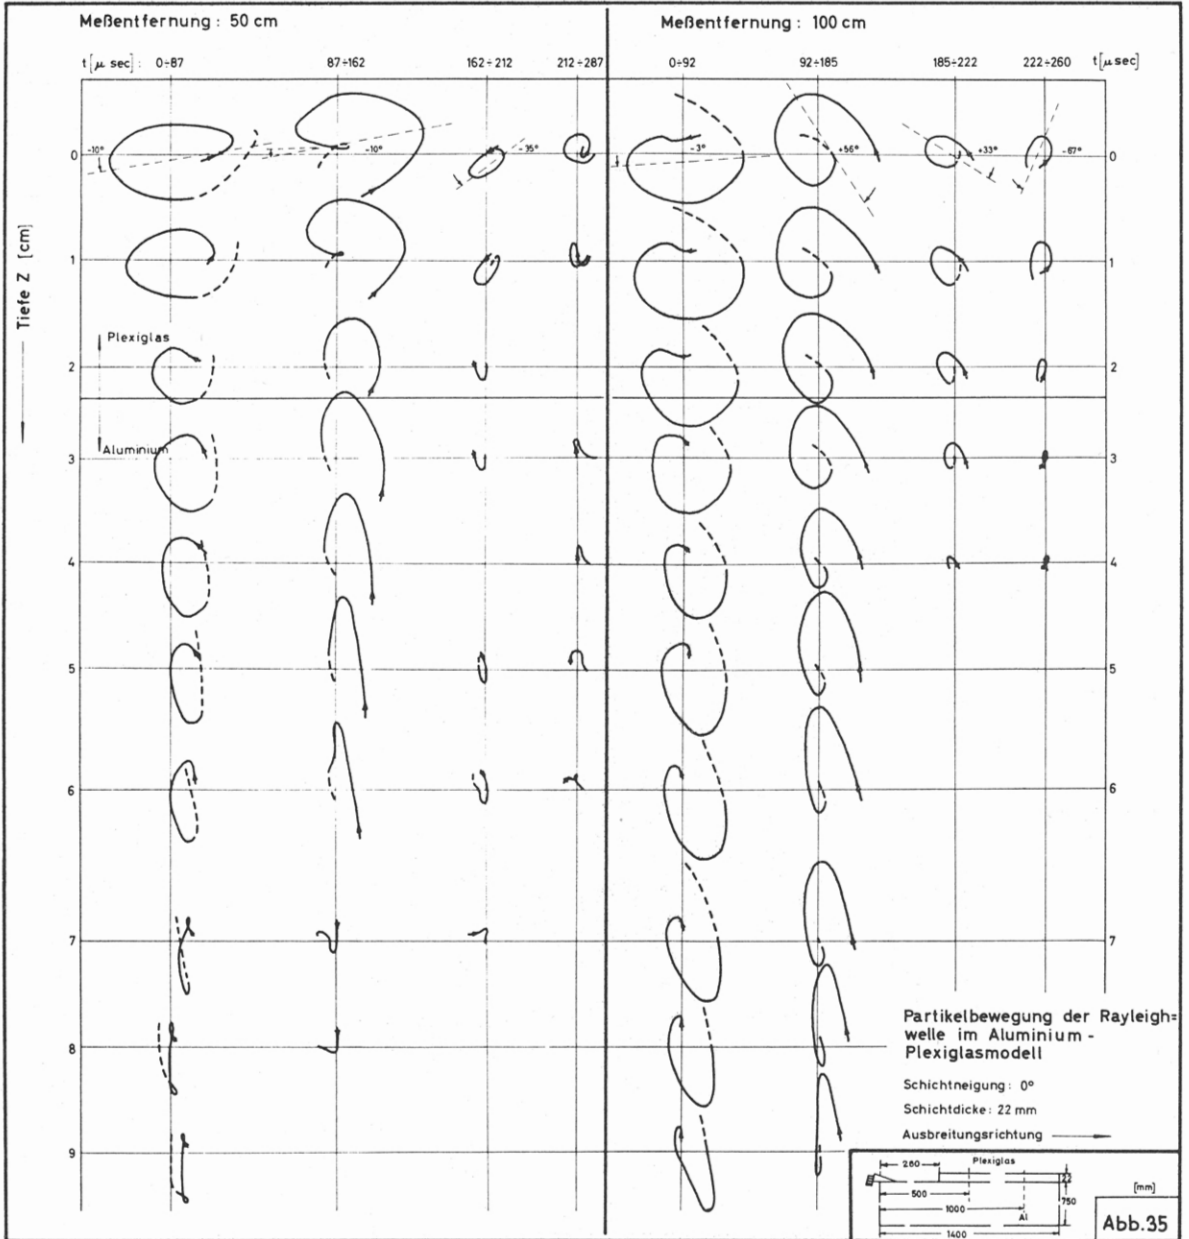 Meßentfernung : 50 cm
Meßentfernung : 100 cm
t[μ sec] : 0÷87 87÷162 162÷212 212÷287
0÷92 92÷185 185÷222 222÷260 t[μsec]
-10° -10° -35° -3° +56° +33° -67°
0 0
1 1
Tiefe Z [cm]
Plexiglas
2 2
Aluminium
3 3
4 4
5 5
6 6
7 7
8
9
Partikelbewegung der Rayleigh=
welle im Aluminium -
Plexiglasmodell
Schichtneigung : 0°
Schichtdicke : 22 mm
Ausbreitungsrichtung
Plexiglas
260
22
500
[mm]
750
1000
Al
1400
Abb.35